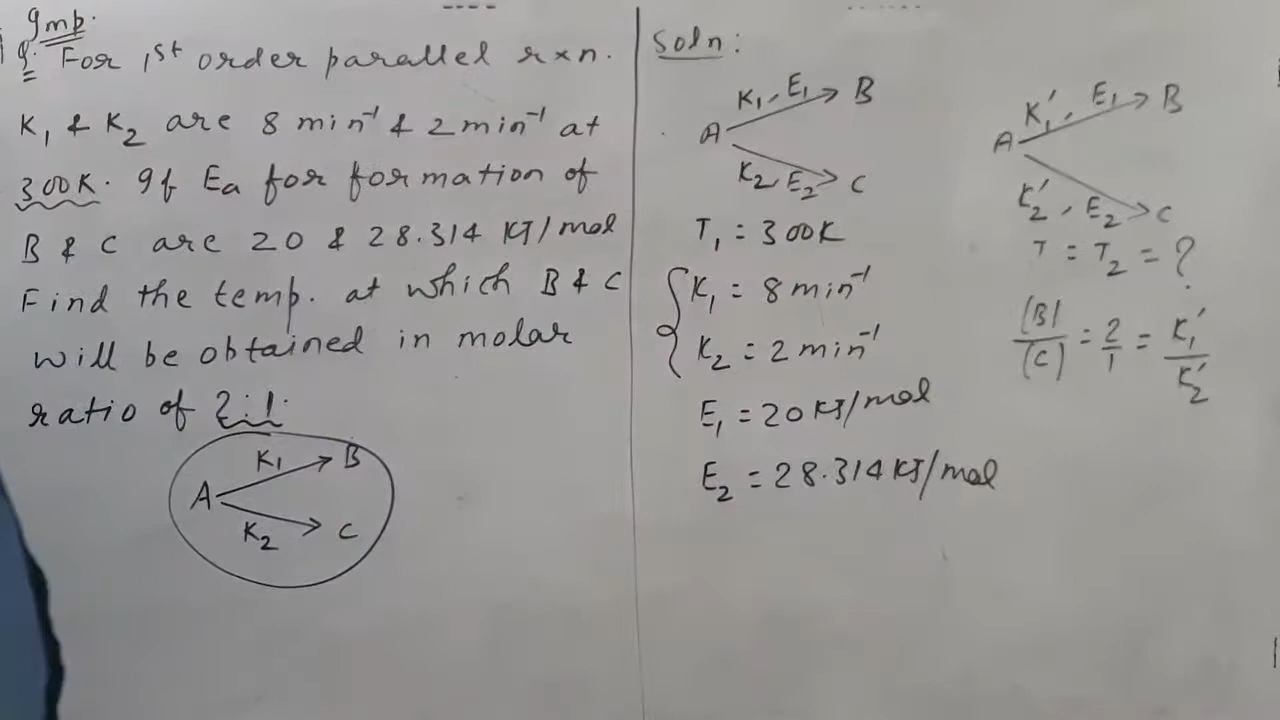 Imp.
Q. For 1st order parallel rxn.
K1 & K2 are 8 min⁻¹ & 2 min⁻¹ at
300K. If Ea for formation of
B & C are 20 & 28.314 KJ/mol
Find the temp. at which B & C
will be obtained in molar
ratio of 2:1.
K1 B
A
K2 C
Soln:
K1, E1 B
A
K2, E2 C
T1 = 300K
K1 = 8 min⁻¹
K2 = 2 min⁻¹
E1 = 20 KJ/mol
E2 = 28.314 KJ/mol
K1', E1 B
A
K2', E2 C
T = T2 = ?
[B]/[C] = 2/1 = K1'/K2'